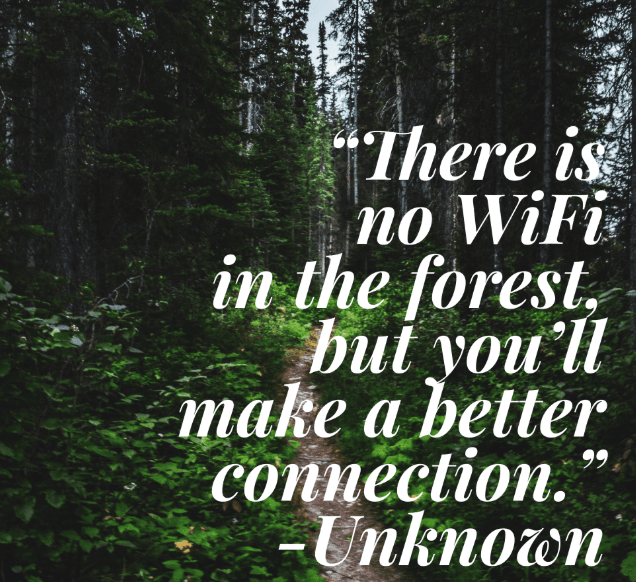 “There is
no WiFi
in the forest,
but you’ll
make a better
connection.”
-Unknown